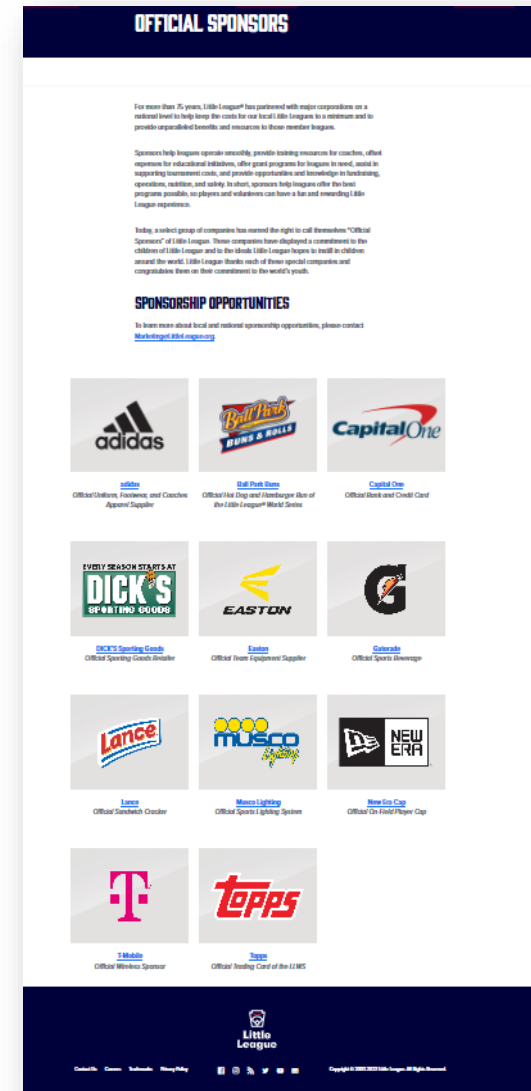 OFFICIAL SPONSORS
For more than 75 years, Little League® has partnered with major corporations on a
national level to help keep the costs for our local Little Leagues to a minimum and to
provide unparalleled benefits and resources to those member leagues.
Sponsors help leagues operate smoothly, provide training resources for coaches, offset
expenses for educational initiatives, offer grant programs for leagues in need, assist in
supporting tournament costs, and provide opportunities and knowledge in fundraising,
operations, nutrition, and safety. In short, sponsors help leagues offer the best
programs possible, so players and volunteers can have a fun and rewarding Little
League experience.
Today, a select group of companies has earned the right to call themselves "Official
Sponsors" of Little League. These companies have displayed a commitment to the
children of Little League and to the ideals Little League hopes to instill in children
around the world. Little League thanks each of these special companies and
congratulates them on their commitment to the world's youth.
SPONSORSHIP OPPORTUNITIES
To learn more about local and national sponsorship opportunities, please contact
Marketing@LittleLeague.org.
adidas
Ball Park
BUNS & ROLLS
Capital One
adidas
Official Uniform, Footwear, and Coaches
Apparel Supplier
Ball Park Buns
Official Hot Dog and Hamburger Bun of
the Little League® World Series
Capital One
Official Bank and Credit Card
EVERY SEASON STARTS AT
DICK'S
SPORTING GOODS
EASTON
G
DICK'S Sporting Goods
Official Sporting Goods Retailer
Easton
Official Team Equipment Supplier
Gatorade
Official Sports Beverage
Lance
musco
Lighting
NEW
ERA
Lance
Official Sandwich Cracker
Musco Lighting
Official Sports Lighting System
New Era Cap
Official On-Field Player Cap
T
Topps
T-Mobile
Official Wireless Sponsor
Topps
Official Trading Card of the LLWS
Little
League
Contact Us Careers Trademarks Privacy Policy
Copyright © 2003-2023 Little League. All Rights Reserved.